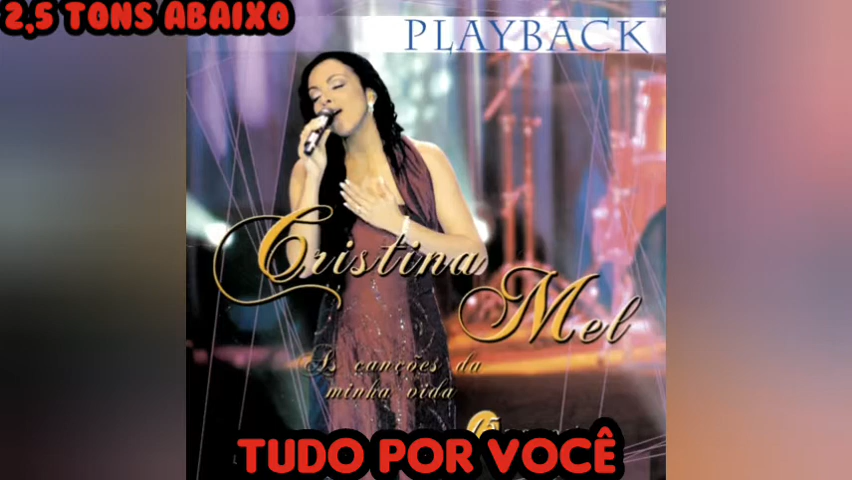 2,5 TONS ABAIXO
PLAYBACK
Cristina
Mel
As canções da
minha vida
TUDO POR VOCÊ